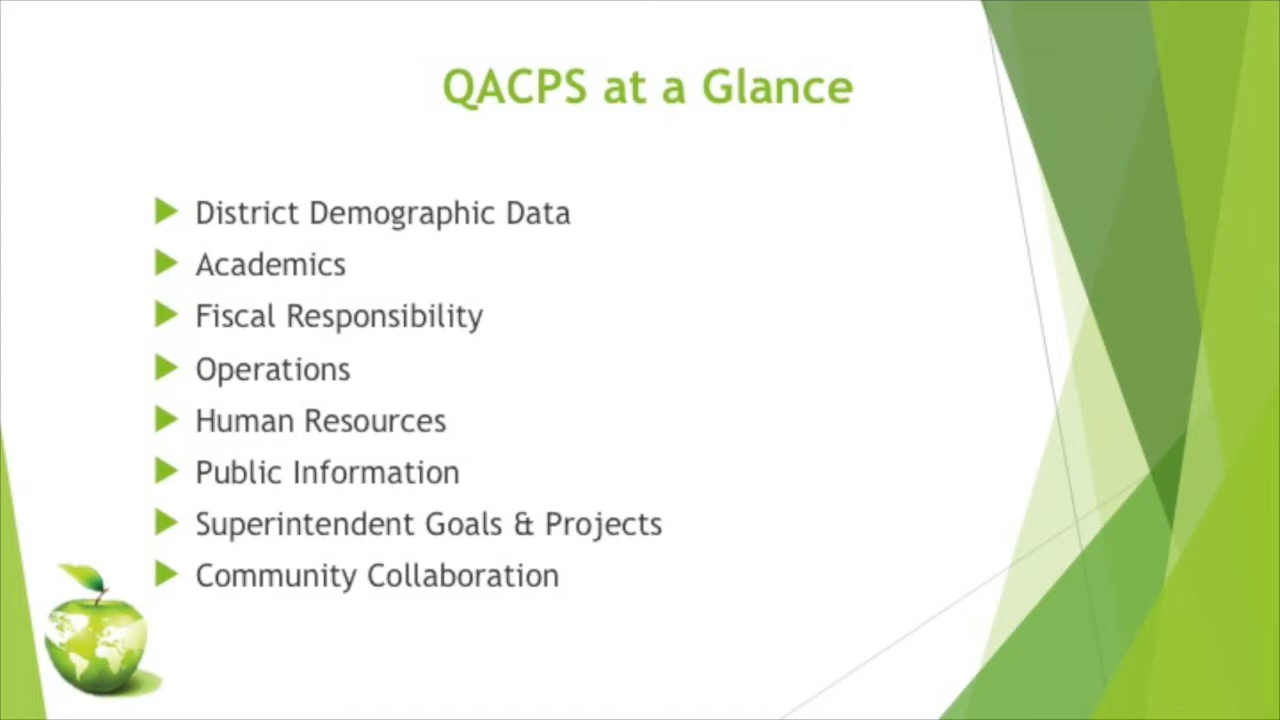 QACPS at a Glance
District Demographic Data
Academics
Fiscal Responsibility
Operations
Human Resources
Public Information
Superintendent Goals & Projects
Community Collaboration